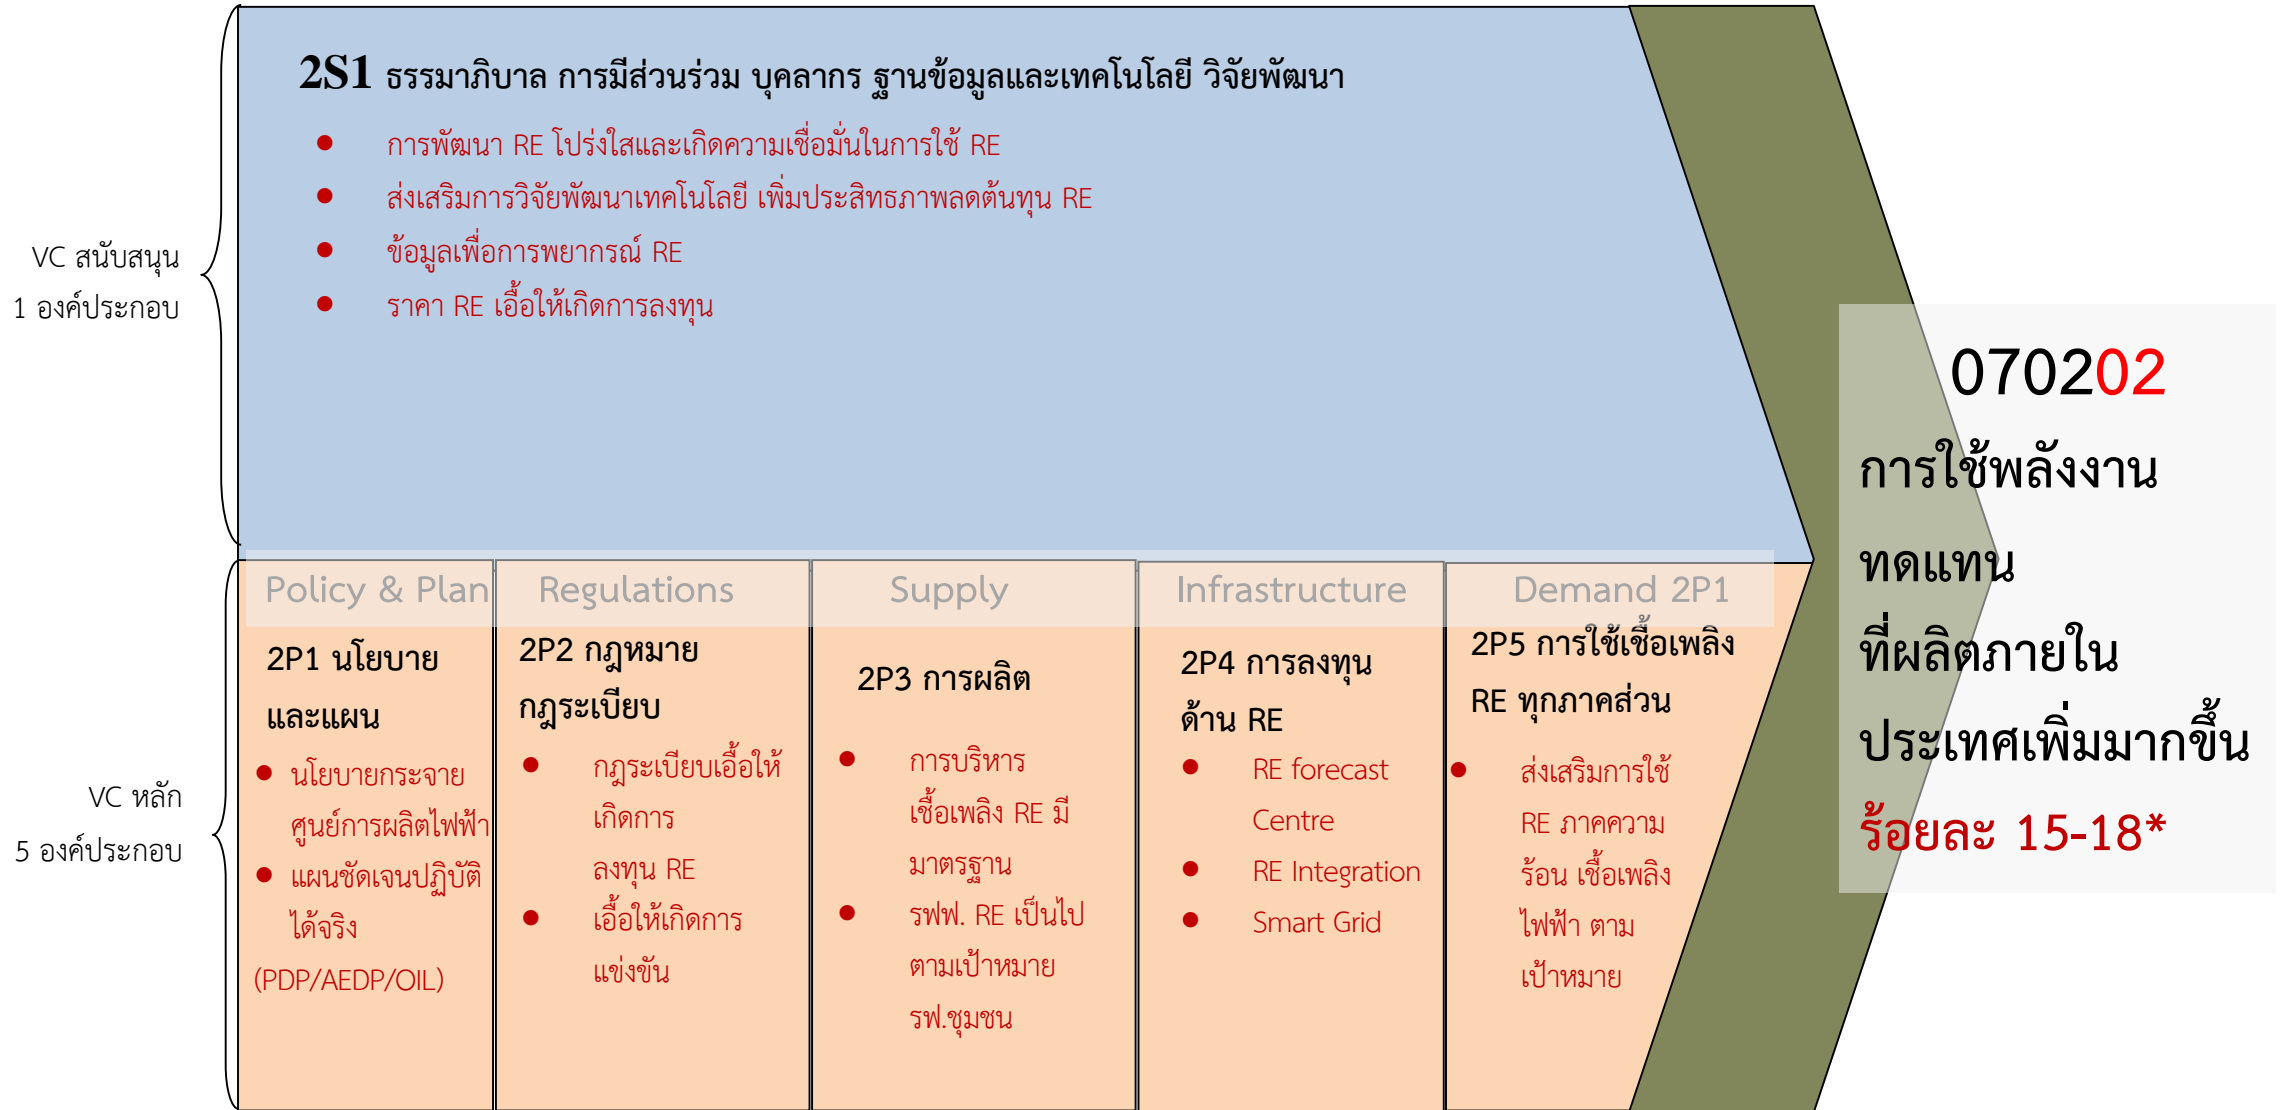 2S1 ธรรมาภิบาล การมีส่วนร่วม บุคลากร ฐานข้อมูลและเทคโนโลยี วิจัยพัฒนา
● การพัฒนา RE โปร่งใสและเกิดความเชื่อมั่นในการใช้ RE
● ส่งเสริมการวิจัยพัฒนาเทคโนโลยี เพิ่มประสิทธภาพลดต้นทุน RE
● ข้อมูลเพื่อการพยากรณ์ RE
● ราคา RE เอื้อให้เกิดการลงทุน
VC สนับสนุน
1 องค์ประกอบ
VC หลัก
5 องค์ประกอบ
Policy & Plan
2P1 นโยบาย
และแผน
● นโยบายกระจาย
ศูนย์การผลิตไฟฟ้า
● แผนชัดเจนปฏิบัติ
ได้จริง
(PDP/AEDP/OIL)
Regulations
2P2 กฎหมาย
กฎระเบียบ
● กฎระเบียบเอื้อให้
เกิดการ
ลงทุน RE
● เอื้อให้เกิดการ
แข่งขัน
Supply
2P3 การผลิต
● การบริหาร
เชื้อเพลิง RE มี
มาตรฐาน
● รฟฟ. RE เป็นไป
ตามเป้าหมาย
รฟ.ชุมชน
Infrastructure
2P4 การลงทุน
ด้าน RE
● RE forecast
Centre
● RE Integration
● Smart Grid
Demand 2P1
2P5 การใช้เชื้อเพลิง
RE ทุกภาคส่วน
● ส่งเสริมการใช้
RE ภาคความ
ร้อน เชื้อเพลิง
ไฟฟ้า ตาม
เป้าหมาย
070202
การใช้พลังงาน
ทดแทน
ที่ผลิตภายใน
ประเทศเพิ่มมากขึ้น
ร้อยละ 15-18*